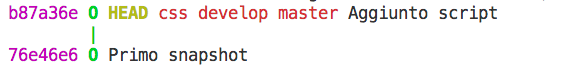 b87a36e O HEAD css develop master Aggiunto script
|
76e46e6 O Primo snapshot